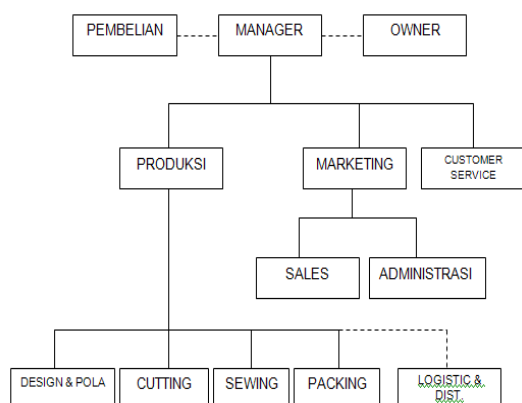 PEMBELIAN
MANAGER
OWNER
PRODUKSI
MARKETING
CUSTOMER
SERVICE
SALES
ADMINISTRASI
DESIGN & POLA
CUTTING
SEWING
PACKING
LOGISTIC &
DIST.